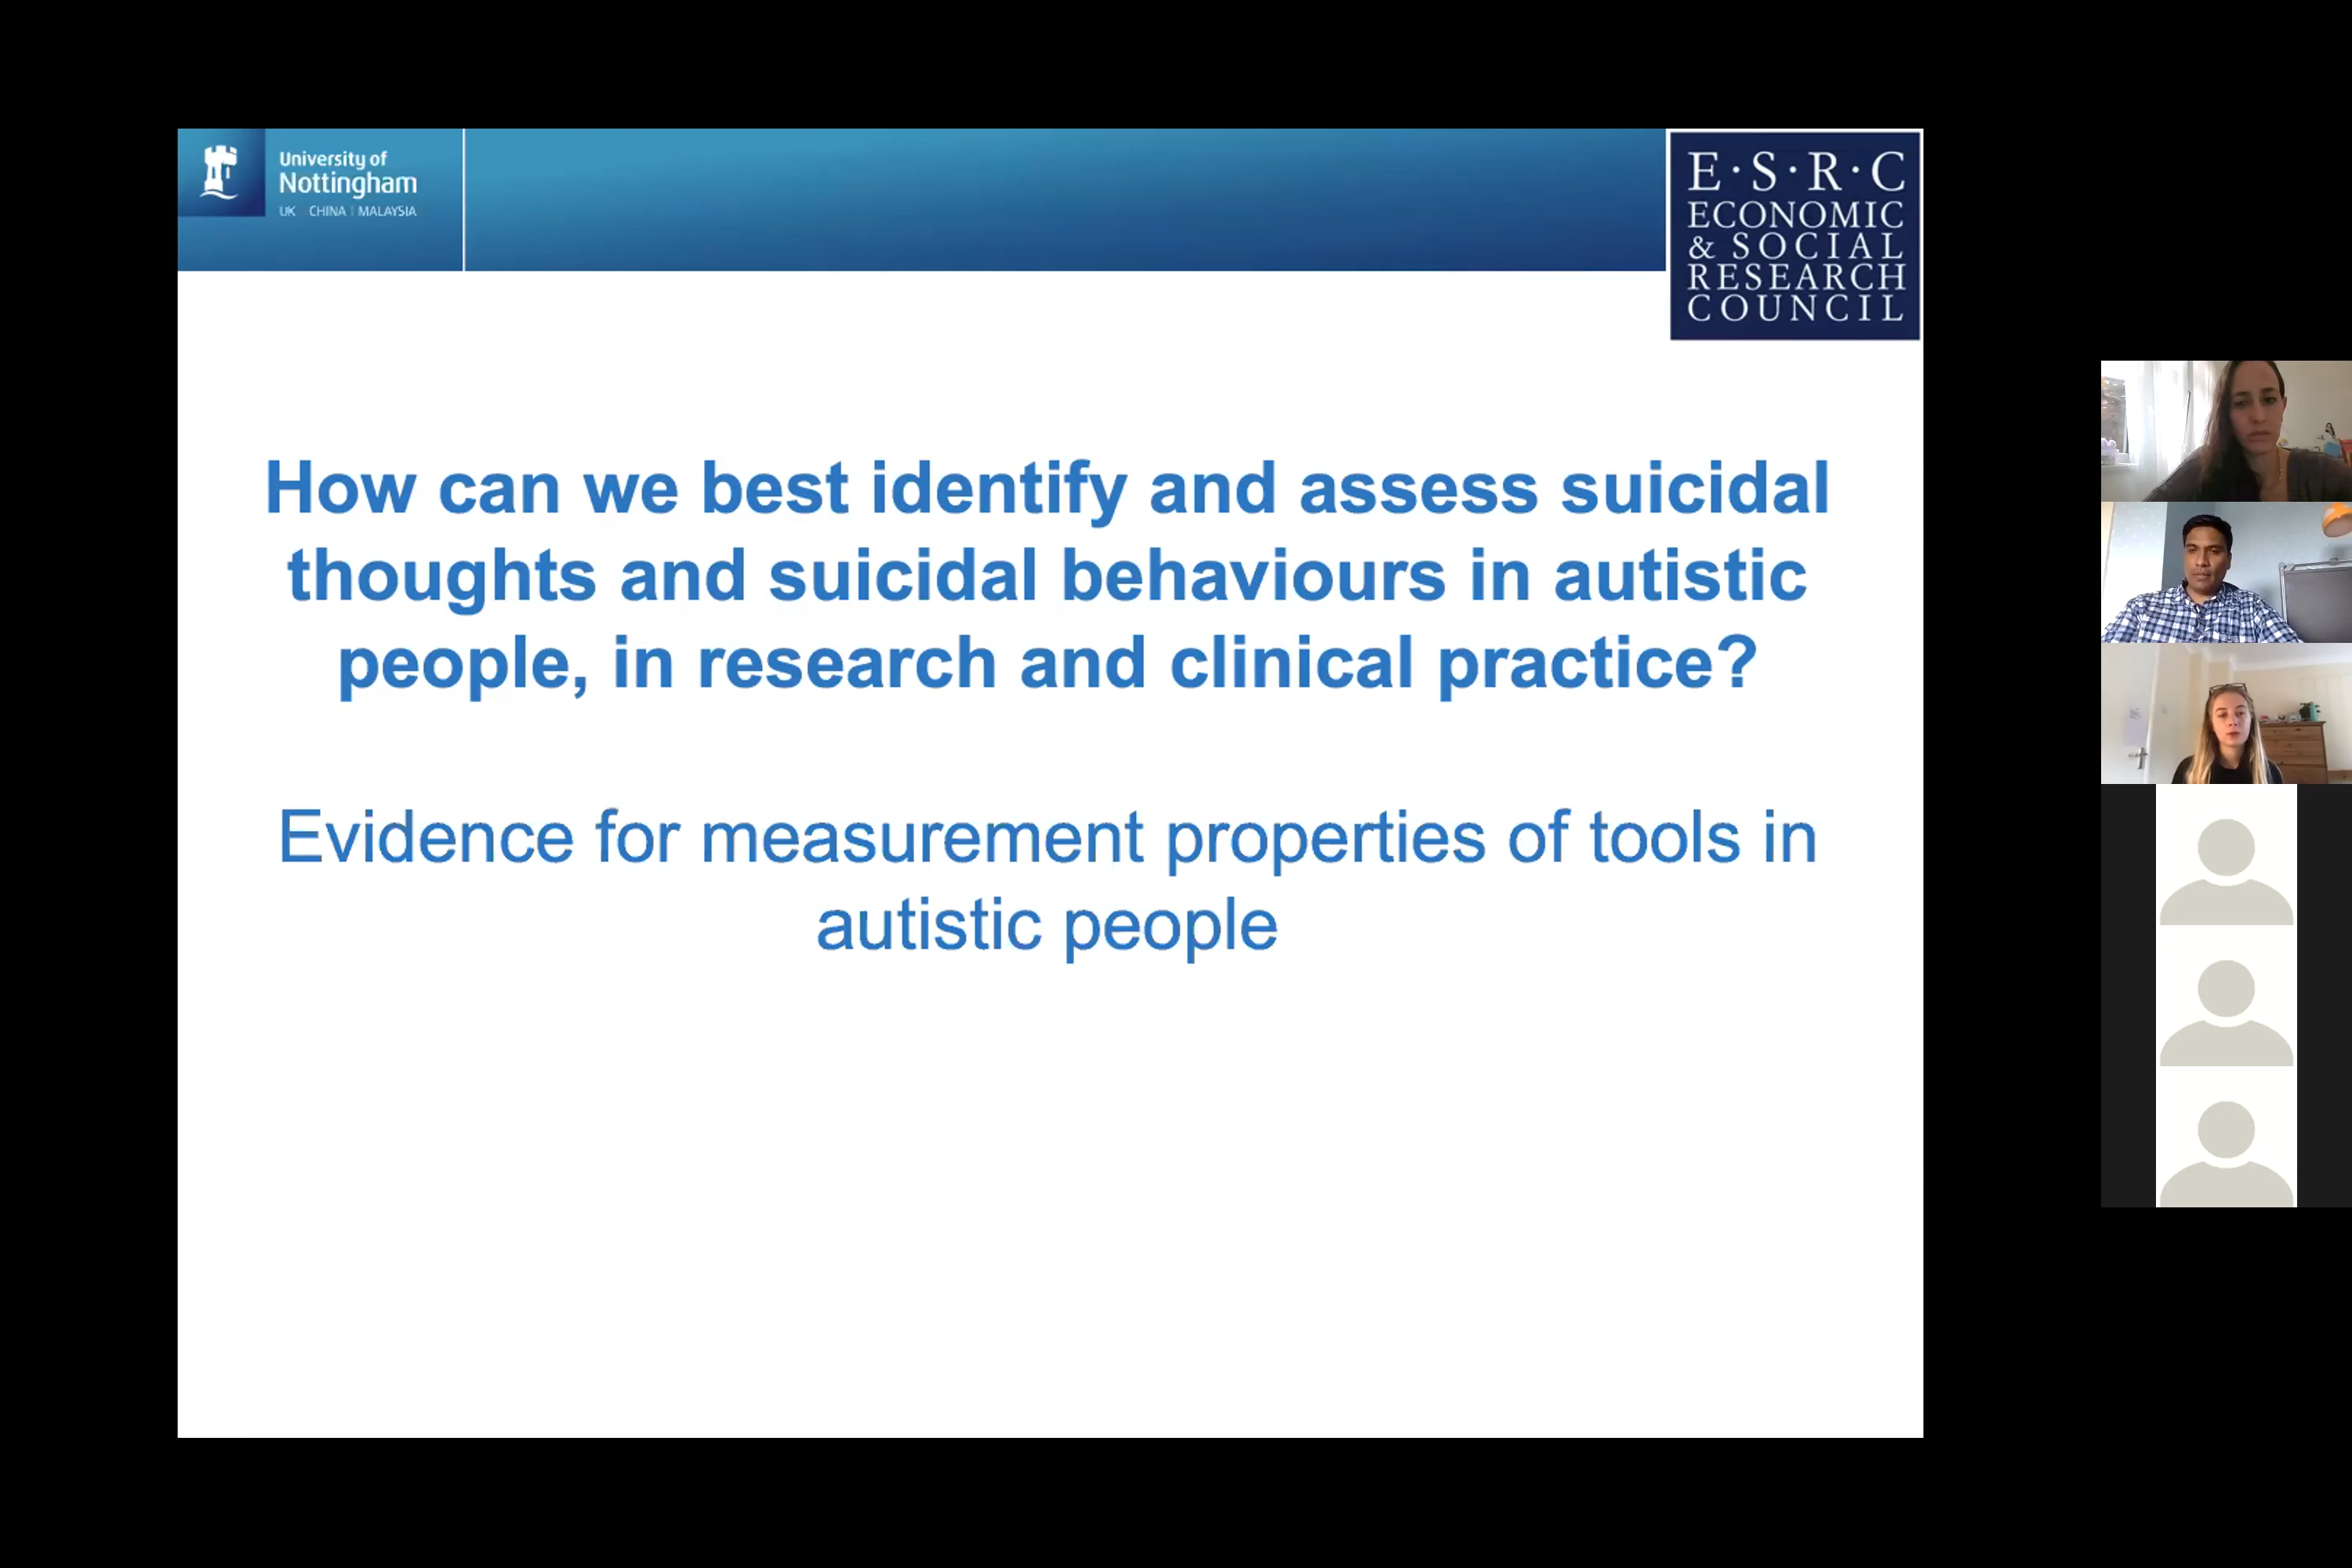 University of
Nottingham
UK CHINA | MALAYSIA
E·S·R·C
ECONOMIC
& SOCIAL
RESEARCH
COUNCIL
How can we best identify and assess suicidal
thoughts and suicidal behaviours in autistic
people, in research and clinical practice?
Evidence for measurement properties of tools in
autistic people